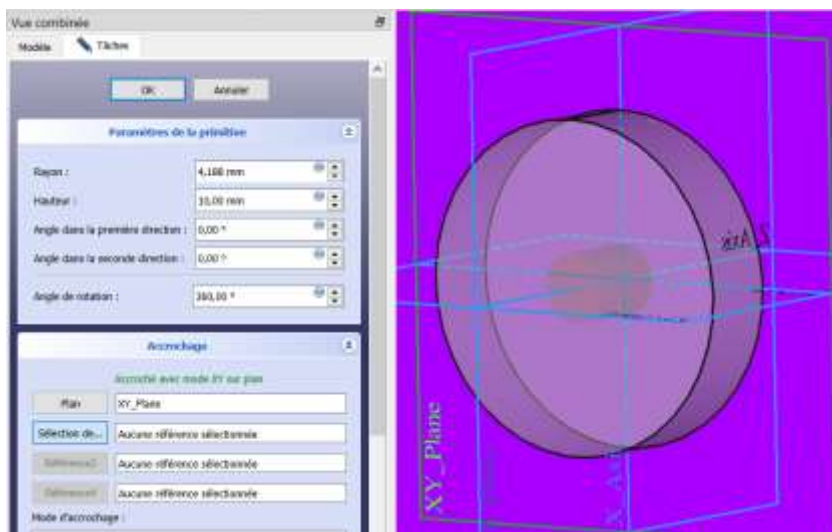 Vue combinée
Modèle
Tâches
OK
Annuler
Paramètres de la primitive
Rayon :
4,188 mm
Hauteur :
10,00 mm
Angle dans la première direction :
0,00 °
Angle dans la seconde direction :
0,00 °
Angle de rotation :
360,00 °
Accrochage
Accroché avec mode XY sur plan
Plan
XY_Plane
Sélection de...
Aucune référence sélectionnée
Aucune référence sélectionnée
Aucune référence sélectionnée
Mode d'accrochage :
XY_Plane
Z_Axis